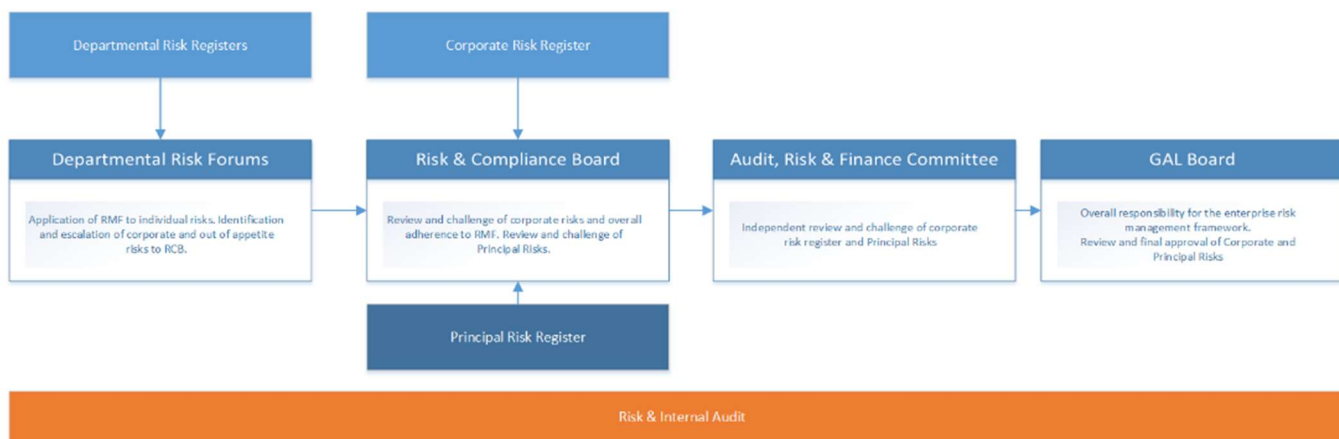 Departmental Risk Registers
Corporate Risk Register
Departmental Risk Forums
Application of RMF to individual risks. Identification
and escalation of corporate and out of appetite
risks to RCB.
Risk & Compliance Board
Review and challenge of corporate risks and overall
adherence to RMF. Review and challenge of
Principal Risks.
Audit, Risk & Finance Committee
Independent review and challenge of corporate
risk register and Principal Risks
GAL Board
Overall responsibility for the enterprise risk
management framework.
Review and final approval of Corporate and
Principal Risks
Principal Risk Register
Risk & Internal Audit